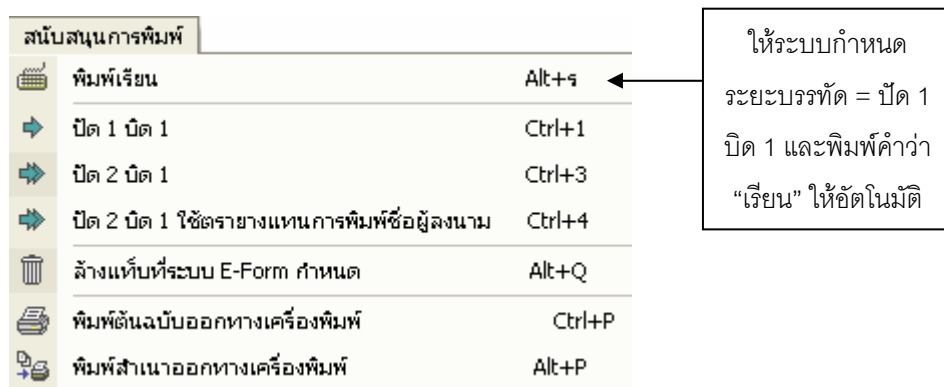 สนับสนุนการพิมพ์
พิมพ์เรียน Alt+ร
ปัด 1 บิด 1 Ctrl+1
ปัด 2 บิด 1 Ctrl+3
ปัด 2 บิด 1 ใช้ตรายางแทนการพิมพ์ชื่อผู้ลงนาม Ctrl+4
ล้างแท็บที่ระบบ E-Form กำหนด Alt+Q
พิมพ์ต้นฉบับออกทางเครื่องพิมพ์ Ctrl+P
พิมพ์สำเนาออกทางเครื่องพิมพ์ Alt+P
ให้ระบบกำหนด
ระยะบรรทัด = ปัด 1
บิด 1 และพิมพ์คำว่า
“เรียน” ให้อัตโนมัติ